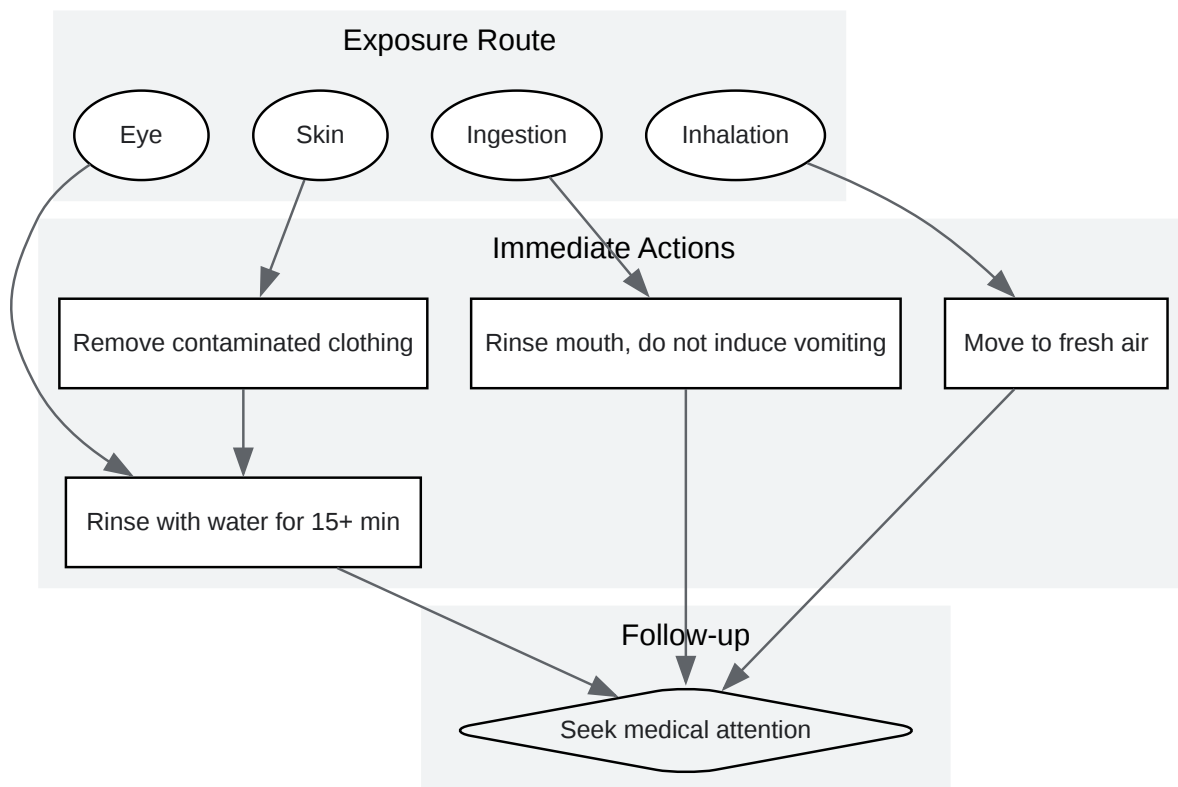 Exposure Route
Eye
Skin
Ingestion
Inhalation
Immediate Actions
Remove contaminated clothing
Rinse mouth, do not induce vomiting
Move to fresh air
Rinse with water for 15+ min
Follow-up
Seek medical attention